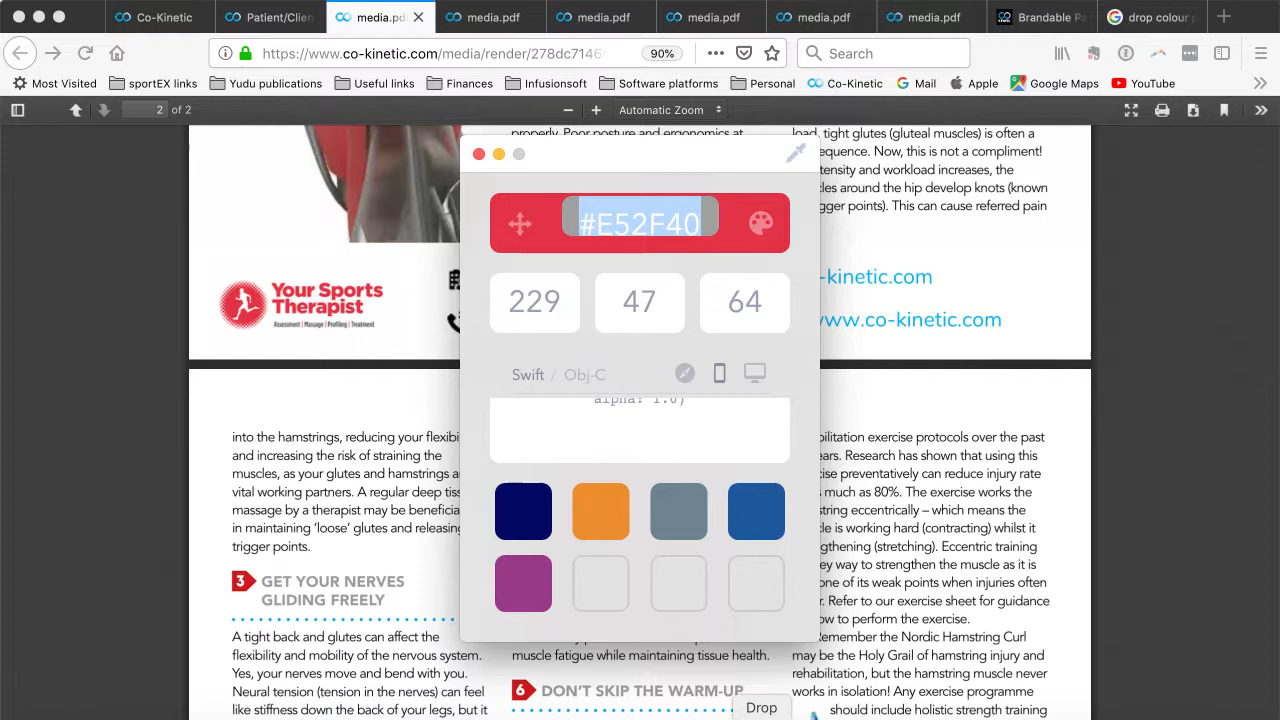 Co-Kinetic
Patient/Clien
media.pd
media.pdf
media.pdf
media.pdf
media.pdf
media.pdf
Brandable Pa
drop colour p
https://www.co-kinetic.com/media/render/278dc7146
90%
Search
Most Visited
sportEX links
Yudu publications
Useful links
Finances
Infusionsoft
Software platforms
Personal
Co-Kinetic
Mail
Apple
Google Maps
YouTube
2 of 2
Automatic Zoom
properly. Poor posture and ergonomics at
load, tight glutes (gluteal muscles) is often a
equence. Now, this is not a compliment!
tensity and workload increases, the
cles around the hip develop knots (known
gger points). This can cause referred pain
#E52F40
229
47
64
Swift / Obj-C
alpha: 1.0)
Your Sports
Therapist
Assessment | Massage | Profiling | Treatment
-kinetic.com
www.co-kinetic.com
into the hamstrings, reducing your flexibi
and increasing the risk of straining the
muscles, as your glutes and hamstrings a
vital working partners. A regular deep tiss
massage by a therapist may be beneficia
in maintaining ‘loose’ glutes and releasing
trigger points.
3 GET YOUR NERVES
GLIDING FREELY
A tight back and glutes can affect the
flexibility and mobility of the nervous system.
Yes, your nerves move and bend with you.
Neural tension (tension in the nerves) can feel
like stiffness down the back of your legs, but it
muscle fatigue while maintaining tissue health.
6 DON’T SKIP THE WARM-UP
Drop
bilitation exercise protocols over the past
ears. Research has shown that using this
cise preventatively can reduce injury rate
much as 80%. The exercise works the
string eccentrically – which means the
cle is working hard (contracting) whilst it
gthening (stretching). Eccentric training
ey way to strengthen the muscle as it is
one of its weak points when injuries often
r. Refer to our exercise sheet for guidance
ow to perform the exercise.
Remember the Nordic Hamstring Curl
may be the Holy Grail of hamstring injury and
rehabilitation, but the hamstring muscle never
works in isolation! Any exercise programme
should include holistic strength training